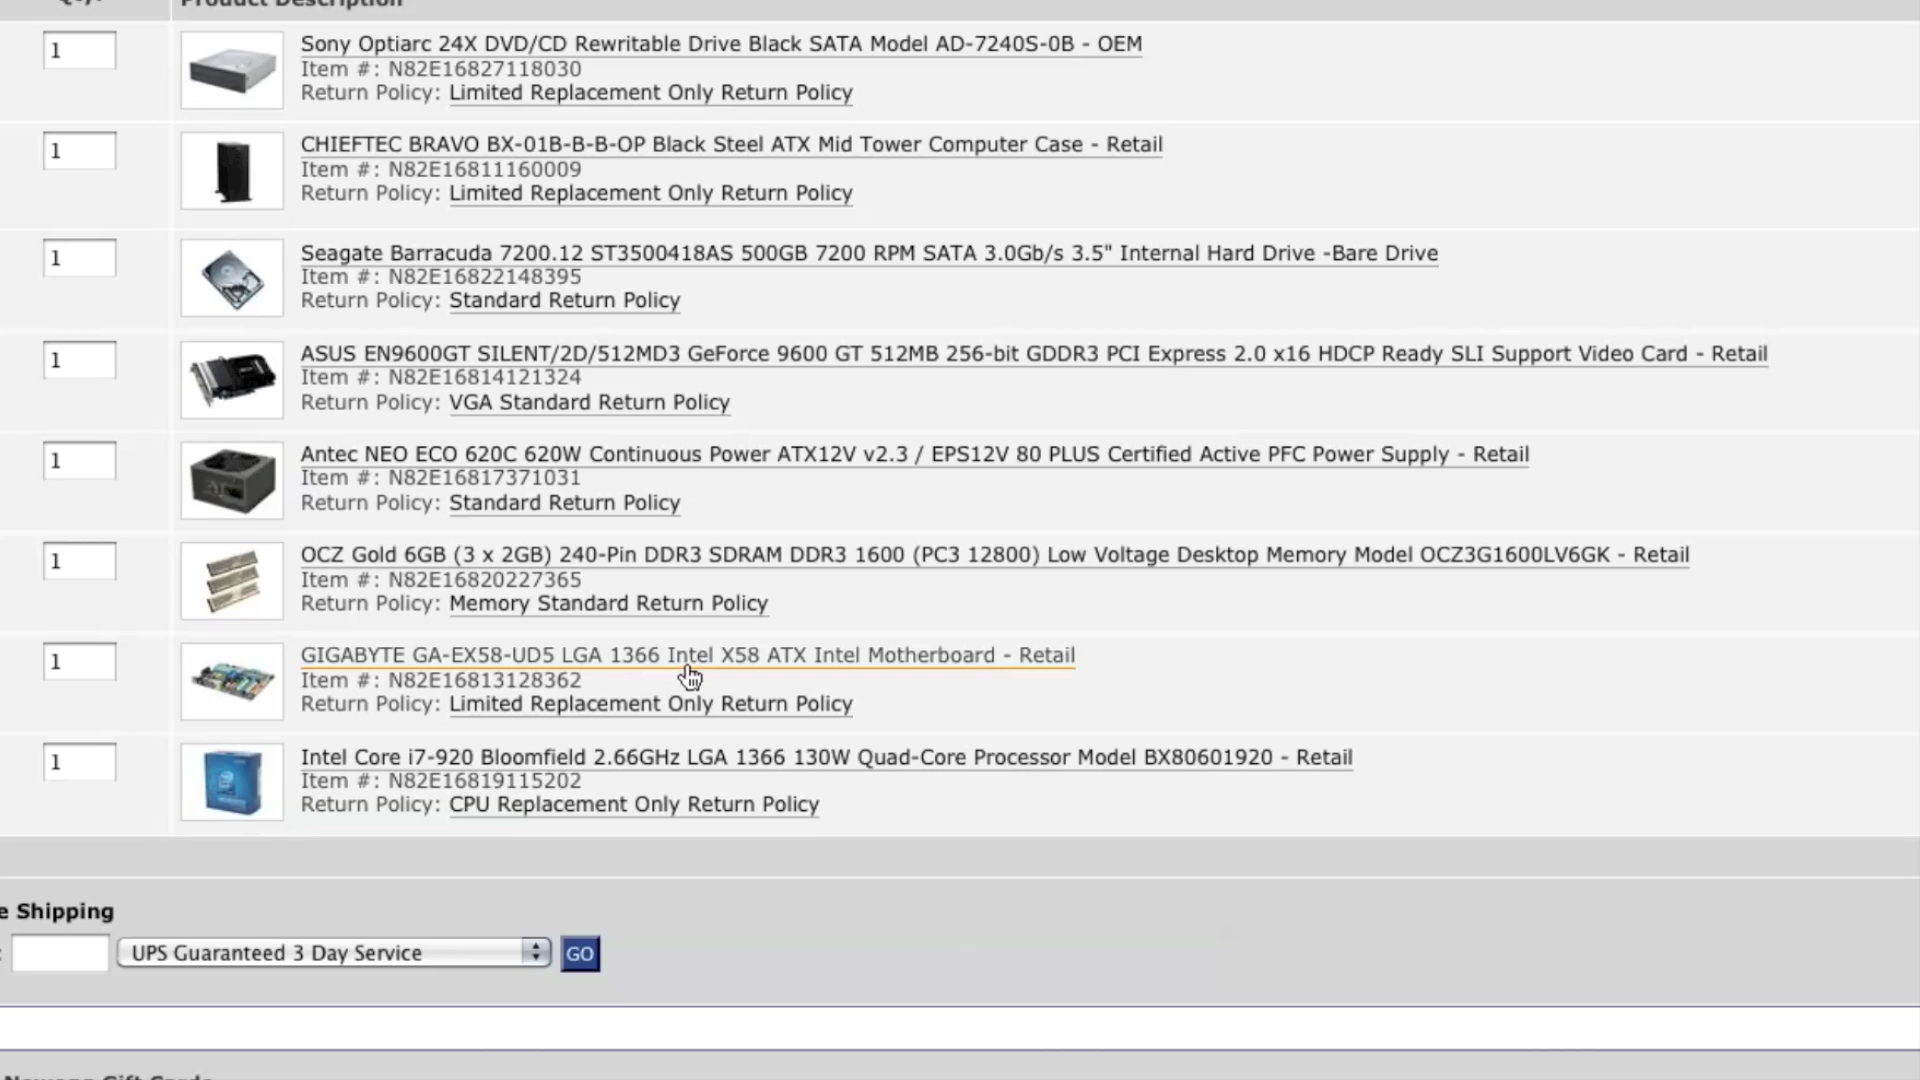 Qty.
Product Description
1
Sony Optiarc 24X DVD/CD Rewritable Drive Black SATA Model AD-7240S-0B - OEM
Item #: N82E16827118030
Return Policy: Limited Replacement Only Return Policy
1
CHIEFTEC BRAVO BX-01B-B-B-OP Black Steel ATX Mid Tower Computer Case - Retail
Item #: N82E16811160009
Return Policy: Limited Replacement Only Return Policy
1
Seagate Barracuda 7200.12 ST3500418AS 500GB 7200 RPM SATA 3.0Gb/s 3.5" Internal Hard Drive -Bare Drive
Item #: N82E16822148395
Return Policy: Standard Return Policy
1
ASUS EN9600GT SILENT/2D/512MD3 GeForce 9600 GT 512MB 256-bit GDDR3 PCI Express 2.0 x16 HDCP Ready SLI Support Video Card - Retail
Item #: N82E16814121324
Return Policy: VGA Standard Return Policy
1
Antec NEO ECO 620C 620W Continuous Power ATX12V v2.3 / EPS12V 80 PLUS Certified Active PFC Power Supply - Retail
Item #: N82E16817371031
Return Policy: Standard Return Policy
1
OCZ Gold 6GB (3 x 2GB) 240-Pin DDR3 SDRAM DDR3 1600 (PC3 12800) Low Voltage Desktop Memory Model OCZ3G1600LV6GK - Retail
Item #: N82E16820227365
Return Policy: Memory Standard Return Policy
1
GIGABYTE GA-EX58-UD5 LGA 1366 Intel X58 ATX Intel Motherboard - Retail
Item #: N82E16813128362
Return Policy: Limited Replacement Only Return Policy
1
Intel Core i7-920 Bloomfield 2.66GHz LGA 1366 130W Quad-Core Processor Model BX80601920 - Retail
Item #: N82E16819115202
Return Policy: CPU Replacement Only Return Policy
e Shipping
: UPS Guaranteed 3 Day Service GO
Newegg Gift Cards